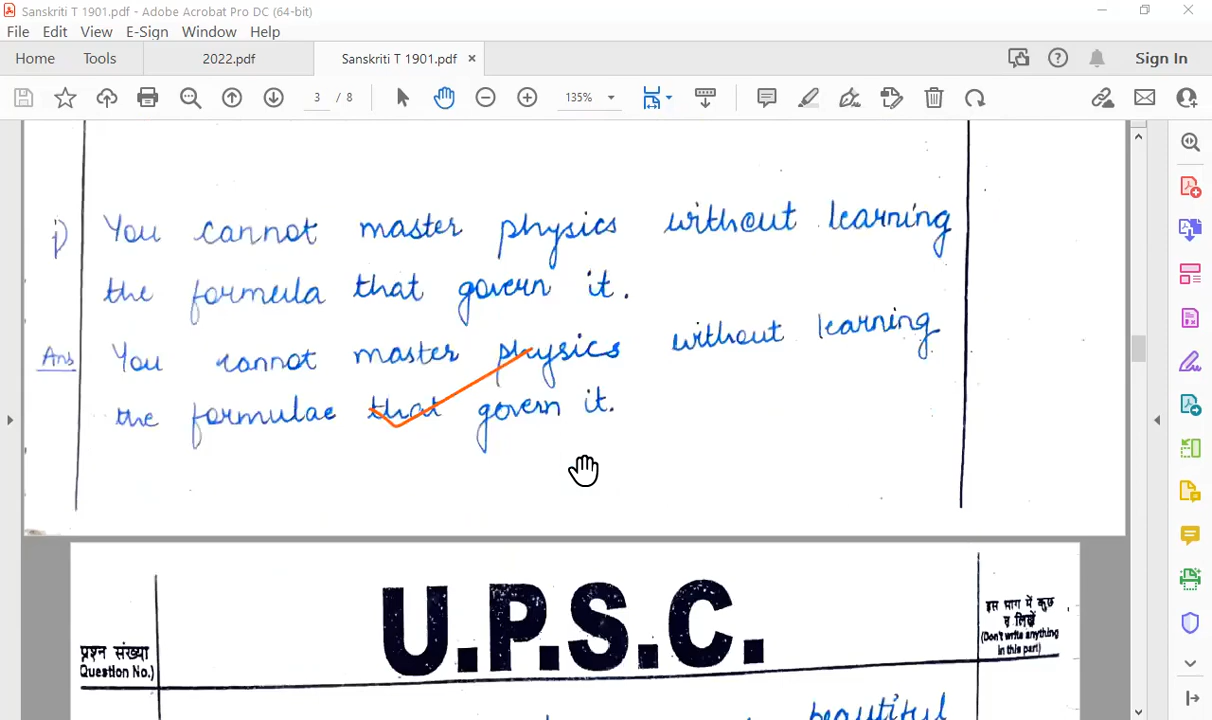 Sanskriti T 1901.pdf - Adobe Acrobat Pro DC (64-bit)
File Edit View E-Sign Window Help
Home Tools 2022.pdf Sanskriti T 1901.pdf × Sign In
3 / 8 135%
i) You cannot master physics without learning
the formula that govern it.
Ans You cannot master physics without learning
the formulae that govern it.
U.P.S.C.
प्रश्न संख्या
Question No.)
इस भाग में कुछ
न लिखें
(Don't write anything
in this part)
beautiful